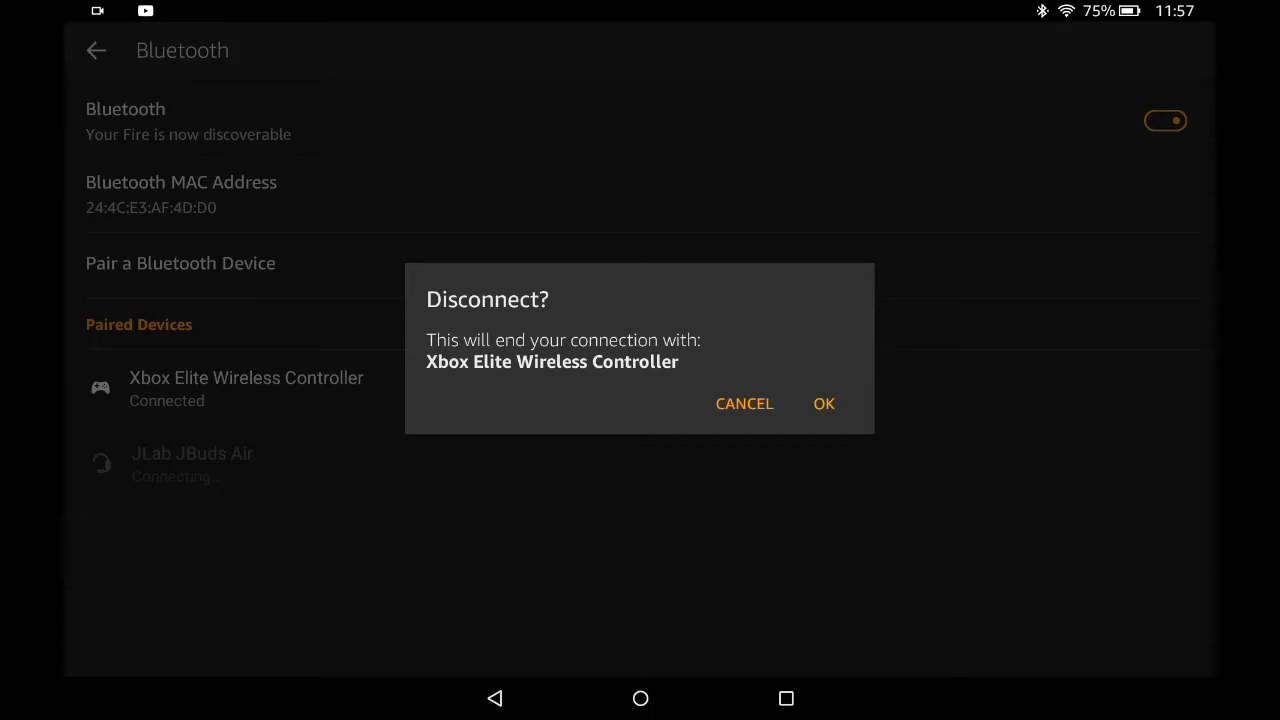 75% 11:57
Bluetooth
Bluetooth
Your Fire is now discoverable
Bluetooth MAC Address
24:4C:E3:AF:4D:D0
Pair a Bluetooth Device
Paired Devices
Xbox Elite Wireless Controller
Connected
JLab JBuds Air
Connecting...
Disconnect?
This will end your connection with:
Xbox Elite Wireless Controller
CANCEL OK